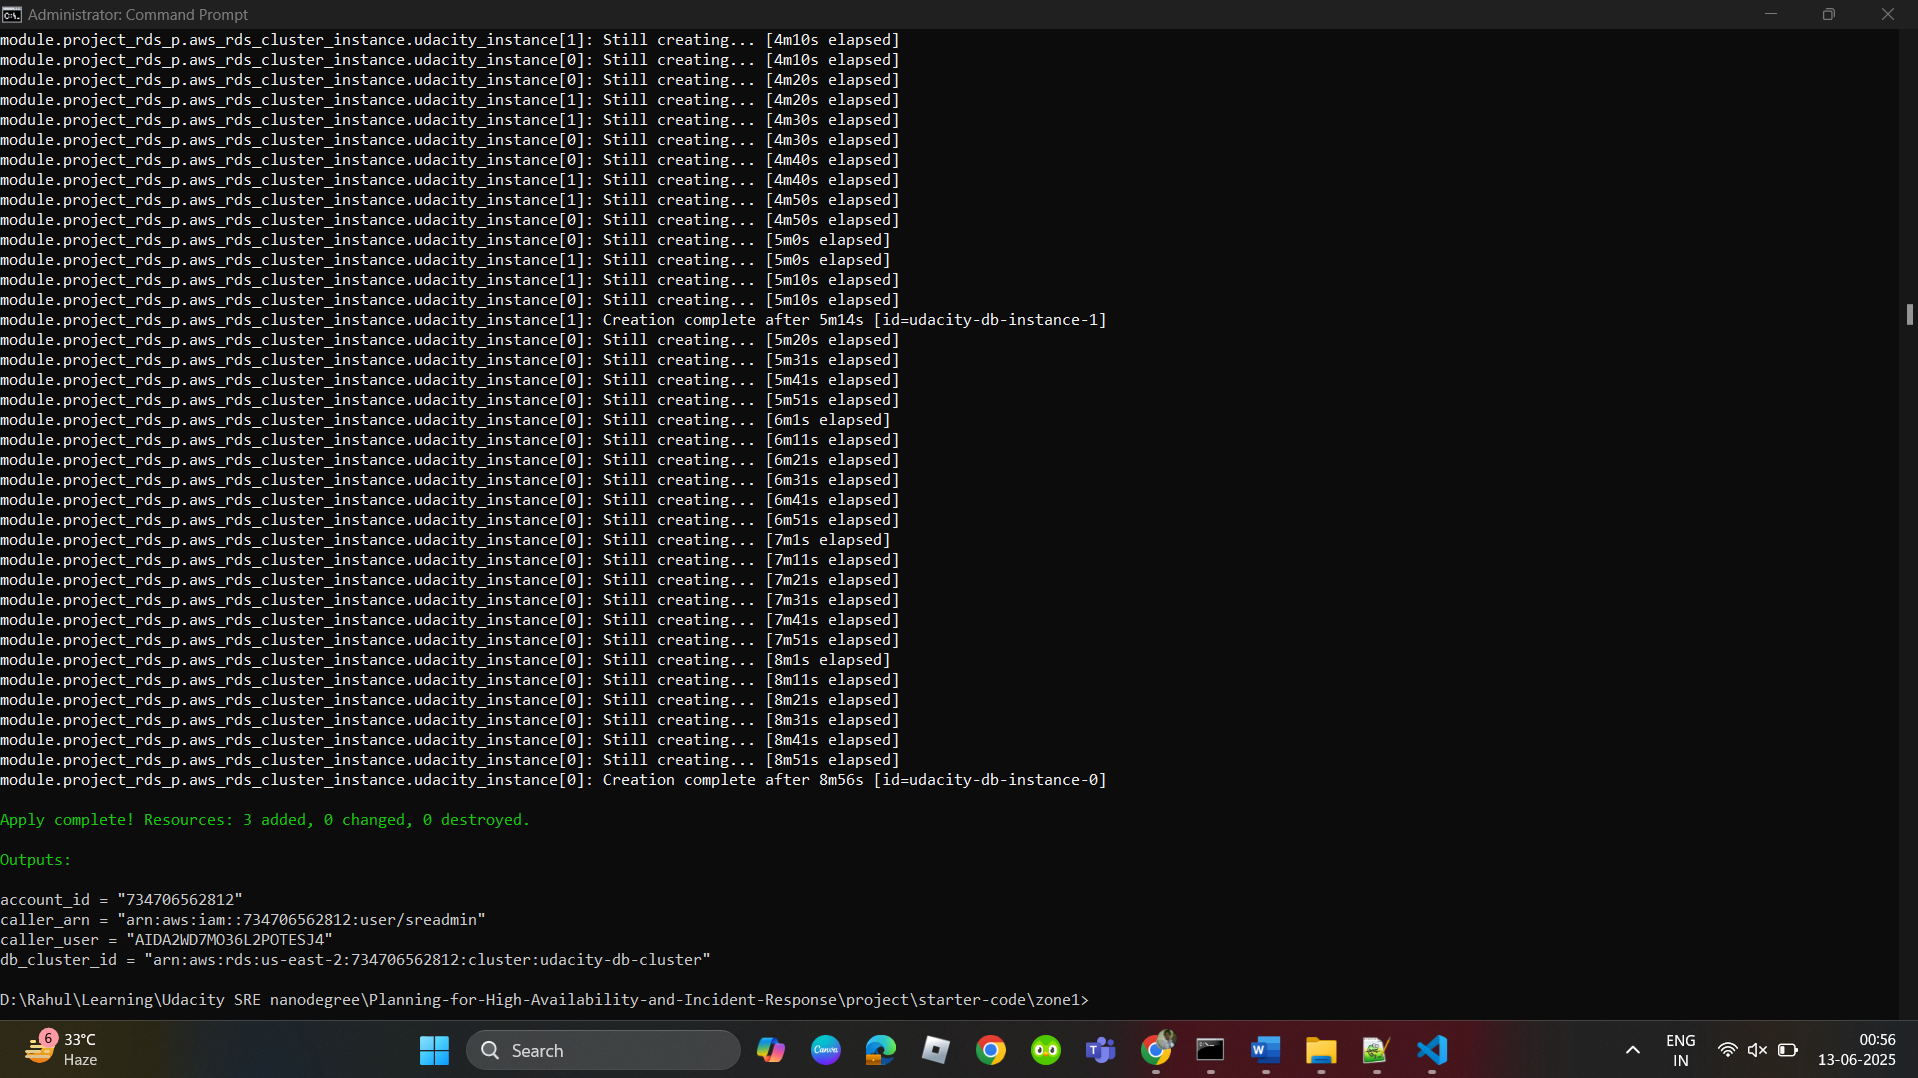 Administrator: Command Prompt
module.project_rds_p.aws_rds_cluster_instance.udacity_instance[1]: Still creating... [4m10s elapsed]
module.project_rds_p.aws_rds_cluster_instance.udacity_instance[0]: Still creating... [4m10s elapsed]
module.project_rds_p.aws_rds_cluster_instance.udacity_instance[0]: Still creating... [4m20s elapsed]
module.project_rds_p.aws_rds_cluster_instance.udacity_instance[1]: Still creating... [4m20s elapsed]
module.project_rds_p.aws_rds_cluster_instance.udacity_instance[1]: Still creating... [4m30s elapsed]
module.project_rds_p.aws_rds_cluster_instance.udacity_instance[0]: Still creating... [4m30s elapsed]
module.project_rds_p.aws_rds_cluster_instance.udacity_instance[0]: Still creating... [4m40s elapsed]
module.project_rds_p.aws_rds_cluster_instance.udacity_instance[1]: Still creating... [4m40s elapsed]
module.project_rds_p.aws_rds_cluster_instance.udacity_instance[1]: Still creating... [4m50s elapsed]
module.project_rds_p.aws_rds_cluster_instance.udacity_instance[0]: Still creating... [4m50s elapsed]
module.project_rds_p.aws_rds_cluster_instance.udacity_instance[0]: Still creating... [5m0s elapsed]
module.project_rds_p.aws_rds_cluster_instance.udacity_instance[1]: Still creating... [5m0s elapsed]
module.project_rds_p.aws_rds_cluster_instance.udacity_instance[1]: Still creating... [5m10s elapsed]
module.project_rds_p.aws_rds_cluster_instance.udacity_instance[0]: Still creating... [5m10s elapsed]
module.project_rds_p.aws_rds_cluster_instance.udacity_instance[1]: Creation complete after 5m14s [id=udacity-db-instance-1]
module.project_rds_p.aws_rds_cluster_instance.udacity_instance[0]: Still creating... [5m20s elapsed]
module.project_rds_p.aws_rds_cluster_instance.udacity_instance[0]: Still creating... [5m31s elapsed]
module.project_rds_p.aws_rds_cluster_instance.udacity_instance[0]: Still creating... [5m41s elapsed]
module.project_rds_p.aws_rds_cluster_instance.udacity_instance[0]: Still creating... [5m51s elapsed]
module.project_rds_p.aws_rds_cluster_instance.udacity_instance[0]: Still creating... [6m1s elapsed]
module.project_rds_p.aws_rds_cluster_instance.udacity_instance[0]: Still creating... [6m11s elapsed]
module.project_rds_p.aws_rds_cluster_instance.udacity_instance[0]: Still creating... [6m21s elapsed]
module.project_rds_p.aws_rds_cluster_instance.udacity_instance[0]: Still creating... [6m31s elapsed]
module.project_rds_p.aws_rds_cluster_instance.udacity_instance[0]: Still creating... [6m41s elapsed]
module.project_rds_p.aws_rds_cluster_instance.udacity_instance[0]: Still creating... [6m51s elapsed]
module.project_rds_p.aws_rds_cluster_instance.udacity_instance[0]: Still creating... [7m1s elapsed]
module.project_rds_p.aws_rds_cluster_instance.udacity_instance[0]: Still creating... [7m11s elapsed]
module.project_rds_p.aws_rds_cluster_instance.udacity_instance[0]: Still creating... [7m21s elapsed]
module.project_rds_p.aws_rds_cluster_instance.udacity_instance[0]: Still creating... [7m31s elapsed]
module.project_rds_p.aws_rds_cluster_instance.udacity_instance[0]: Still creating... [7m41s elapsed]
module.project_rds_p.aws_rds_cluster_instance.udacity_instance[0]: Still creating... [7m51s elapsed]
module.project_rds_p.aws_rds_cluster_instance.udacity_instance[0]: Still creating... [8m1s elapsed]
module.project_rds_p.aws_rds_cluster_instance.udacity_instance[0]: Still creating... [8m11s elapsed]
module.project_rds_p.aws_rds_cluster_instance.udacity_instance[0]: Still creating... [8m21s elapsed]
module.project_rds_p.aws_rds_cluster_instance.udacity_instance[0]: Still creating... [8m31s elapsed]
module.project_rds_p.aws_rds_cluster_instance.udacity_instance[0]: Still creating... [8m41s elapsed]
module.project_rds_p.aws_rds_cluster_instance.udacity_instance[0]: Still creating... [8m51s elapsed]
module.project_rds_p.aws_rds_cluster_instance.udacity_instance[0]: Creation complete after 8m56s [id=udacity-db-instance-0]
Apply complete! Resources: 3 added, 0 changed, 0 destroyed.
Outputs:
account_id = "734706562812"
caller_arn = "arn:aws:iam::734706562812:user/sreadmin"
caller_user = "AIDA2WD7MO36L2POTESJ4"
db_cluster_id = "arn:aws:rds:us-east-2:734706562812:cluster:udacity-db-cluster"
D:\Rahul\Learning\Udacity SRE nanodegree\Planning-for-High-Availability-and-Incident-Response\project\starter-code\zone1>
6
33°C
Haze
Search
Canva
ENG
IN
00:56
13-06-2025